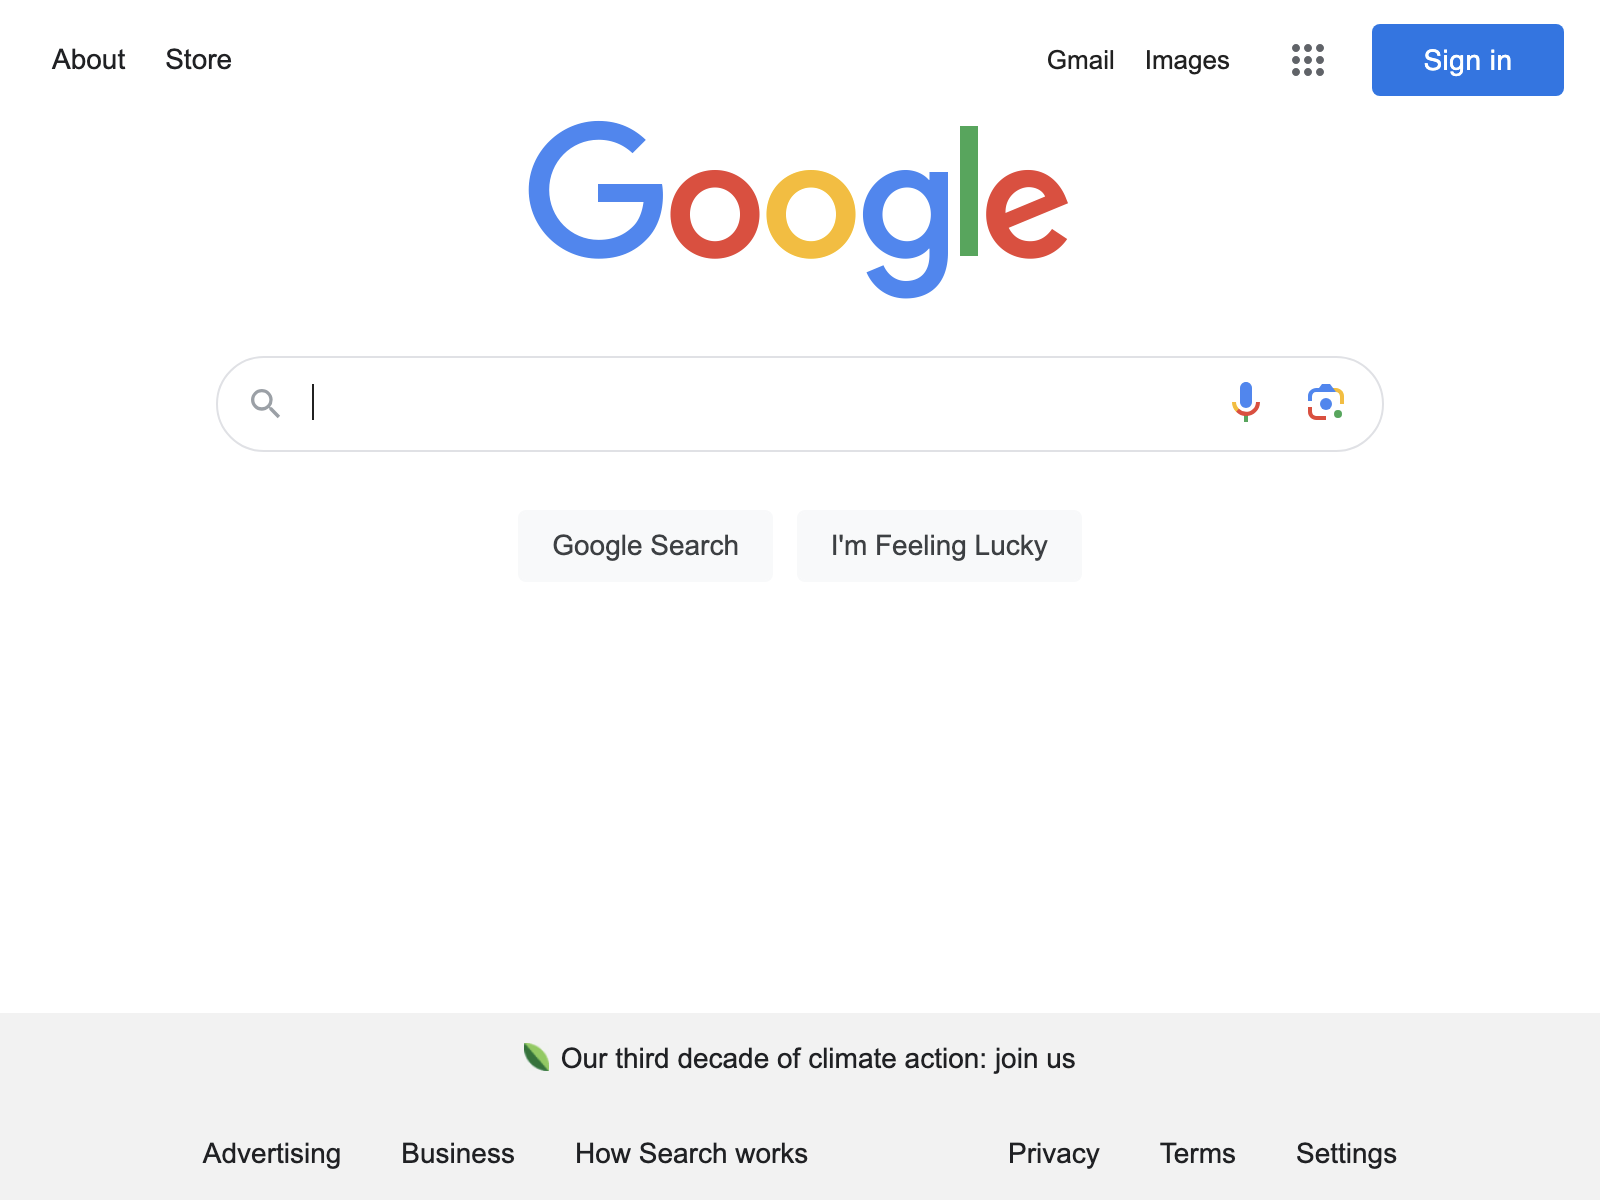 About Store Gmail Images Sign in
Google
Google Search I'm Feeling Lucky
Our third decade of climate action: join us
Advertising Business How Search works Privacy Terms Settings